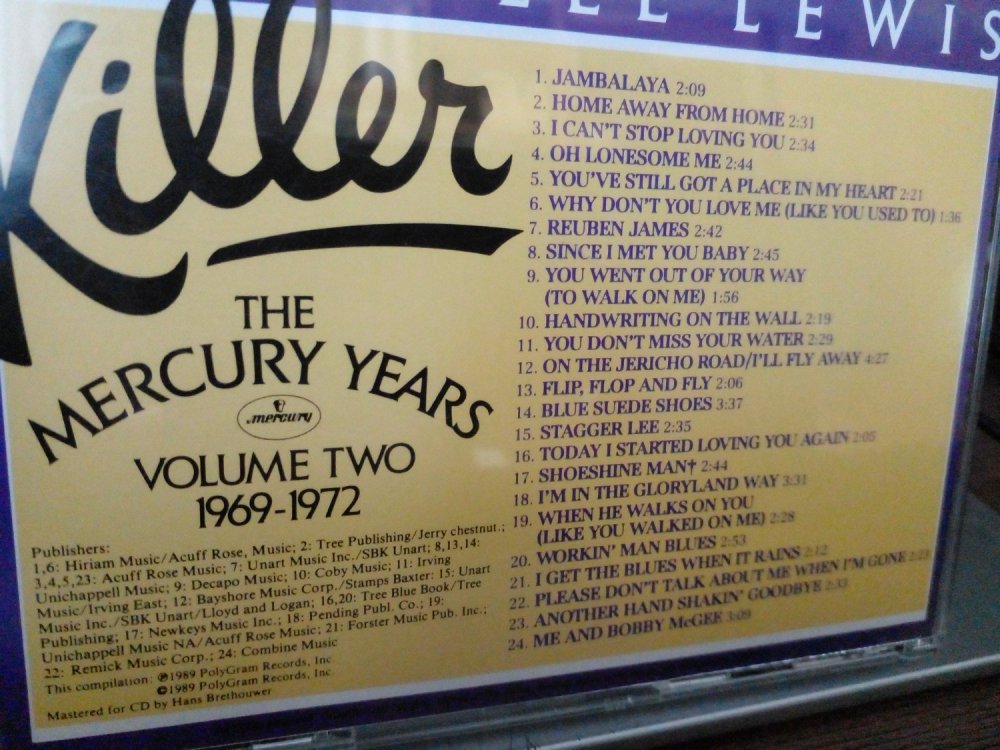 LEWIS
Killer
THE
MERCURY YEARS
mercury
VOLUME TWO
1969-1972
Publishers:
1,6: Hiriam Music/Acuff Rose, Music; 2: Tree Publishing/Jerry chestnut.;
3,4,5,23: Acuff Rose Music; 7: Unart Music Inc./SBK Unart; 8,13,14:
Unichappell Music; 9: Decapo Music; 10: Coby Music; 11: Irving
Music/Irving East; 12: Bayshore Music Corp./Stamps Baxter: 15: Unart
Music Inc./SBK Unart/Lloyd and Logan; 16,20: Tree Blue Book/Tree
Publishing; 17: Newkeys Music Inc.; 18: Pending Publ. Co.; 19:
Unichappell Music NA/Acuff Rose Music; 21: Forster Music Pub. Inc.;
22: Remick Music Corp.; 24: Combine Music
This compilation: ℗1989 PolyGram Records, Inc
©1989 PolyGram Records, Inc
Mastered for CD by Hans Brethouwer
1. JAMBALAYA 2:09
2. HOME AWAY FROM HOME 2:31
3. I CAN'T STOP LOVING YOU 2:34
4. OH LONESOME ME 2:44
5. YOU'VE STILL GOT A PLACE IN MY HEART 2:21
6. WHY DON'T YOU LOVE ME (LIKE YOU USED TO) 1:36
7. REUBEN JAMES 2:42
8. SINCE I MET YOU BABY 2:45
9. YOU WENT OUT OF YOUR WAY
(TO WALK ON ME) 1:56
10. HANDWRITING ON THE WALL 2:19
11. YOU DON'T MISS YOUR WATER 2:29
12. ON THE JERICHO ROAD/I'LL FLY AWAY 4:27
13. FLIP, FLOP AND FLY 2:06
14. BLUE SUEDE SHOES 3:37
15. STAGGER LEE 2:35
16. TODAY I STARTED LOVING YOU AGAIN 2:05
17. SHOESHINE MAN† 2:44
18. I'M IN THE GLORYLAND WAY 3:31
19. WHEN HE WALKS ON YOU
(LIKE YOU WALKED ON ME) 2:28
20. WORKIN' MAN BLUES 2:53
21. I GET THE BLUES WHEN IT RAINS 2:12
22. PLEASE DON'T TALK ABOUT ME WHEN I'M GONE 2:23
23. ANOTHER HAND SHAKIN' GOODBYE 2:33
24. ME AND BOBBY McGEE 3:09